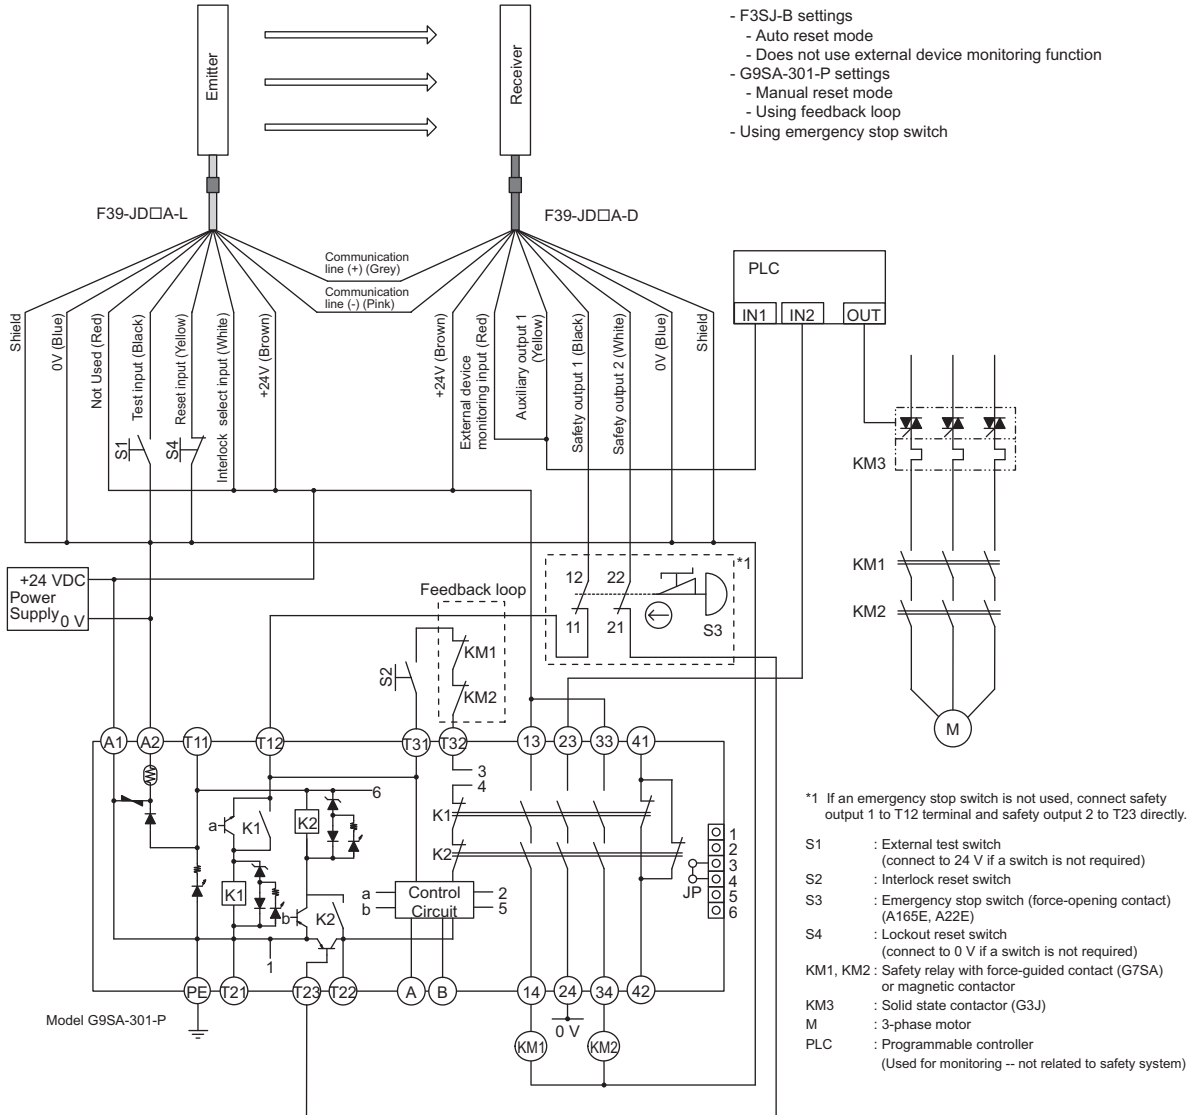 - F3SJ-B settings
- Auto reset mode
- Does not use external device monitoring function
- G9SA-301-P settings
- Manual reset mode
- Using feedback loop
- Using emergency stop switch
Emitter
Receiver
F39-JD□A-L
F39-JD□A-D
Communication
line (+) (Grey)
Communication
line (-) (Pink)
Shield
0V (Blue)
Not Used (Red)
Test input (Black)
Reset input (Yellow)
Interlock select input (White)
+24V (Brown)
+24V (Brown)
External device
monitoring input (Red)
Auxiliary output 1
(Yellow)
Safety output 1 (Black)
Safety output 2 (White)
0V (Blue)
Shield
S1
S4
PLC
IN1
IN2
OUT
KM3
KM1
KM2
M
+24 VDC
Power
Supply
0 V
Feedback loop
KM1
KM2
S2
*1
12
22
11
21
S3
A1
A2
T11
T12
T31
T32
13
23
33
41
3
4
6
a
K1
K2
K1
K2
K1
b
K2
a
b
Control
Circuit
2
5
1
JP
1
2
3
4
5
6
PE
T21
T23
T22
A
B
14
24
34
42
Model G9SA-301-P
0 V
KM1
KM2
*1 If an emergency stop switch is not used, connect safety
output 1 to T12 terminal and safety output 2 to T23 directly.
S1 : External test switch
(connect to 24 V if a switch is not required)
S2 : Interlock reset switch
S3 : Emergency stop switch (force-opening contact)
(A165E, A22E)
S4 : Lockout reset switch
(connect to 0 V if a switch is not required)
KM1, KM2 : Safety relay with force-guided contact (G7SA)
or magnetic contactor
KM3 : Solid state contactor (G3J)
M : 3-phase motor
PLC : Programmable controller
(Used for monitoring -- not related to safety system)